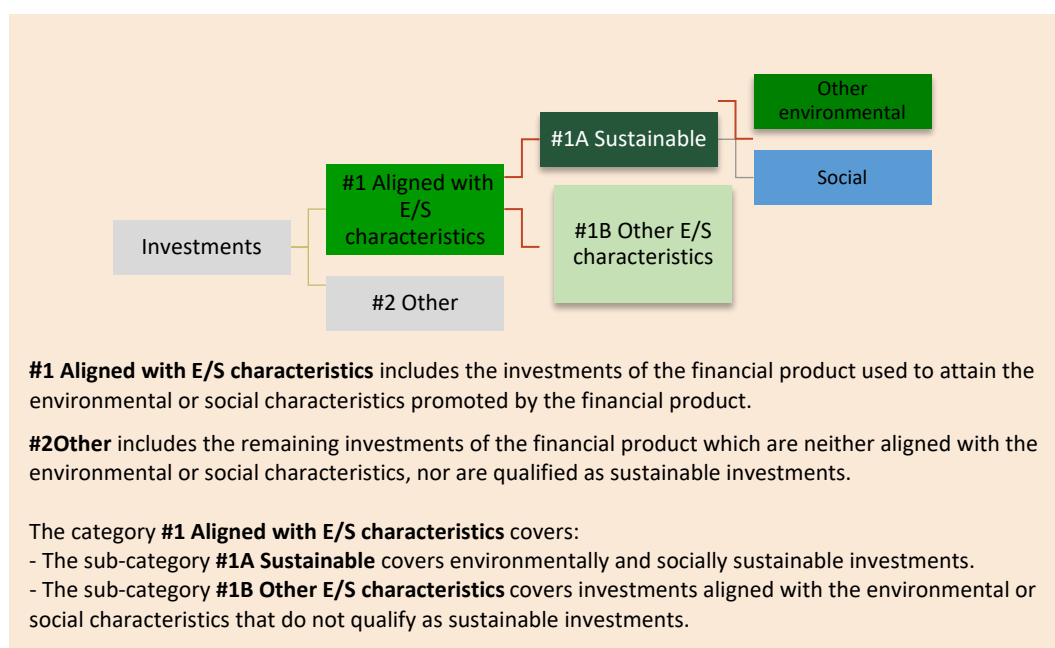 Other
environmental
#1A Sustainable
Social
#1 Aligned with
E/S
characteristics
#1B Other E/S
characteristics
Investments
#2 Other
#1 Aligned with E/S characteristics includes the investments of the financial product used to attain the
environmental or social characteristics promoted by the financial product.
#2Other includes the remaining investments of the financial product which are neither aligned with the
environmental or social characteristics, nor are qualified as sustainable investments.
The category #1 Aligned with E/S characteristics covers:
- The sub-category #1A Sustainable covers environmentally and socially sustainable investments.
- The sub-category #1B Other E/S characteristics covers investments aligned with the environmental or
social characteristics that do not qualify as sustainable investments.